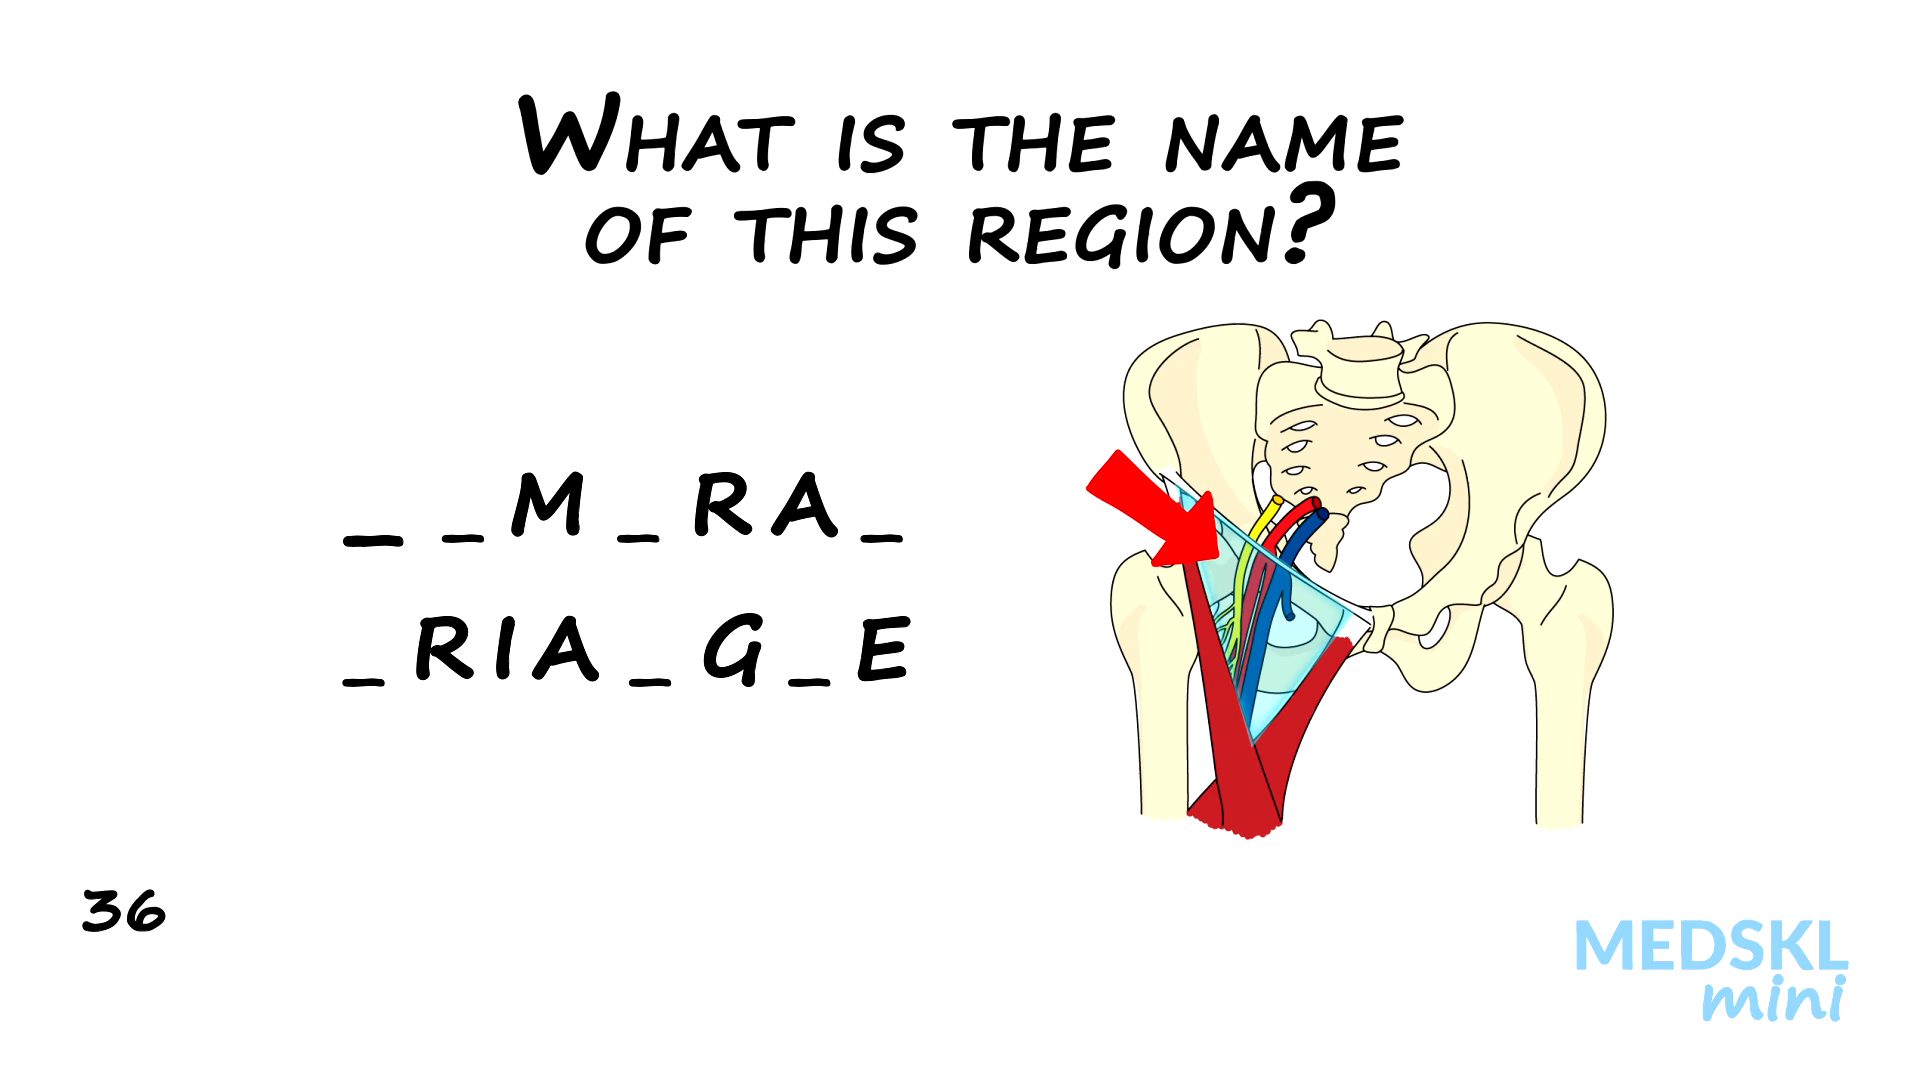 What is the name
of this region?
_ _ M _ R A _
_ R I A _ G _ E
36
MEDSKL
mini